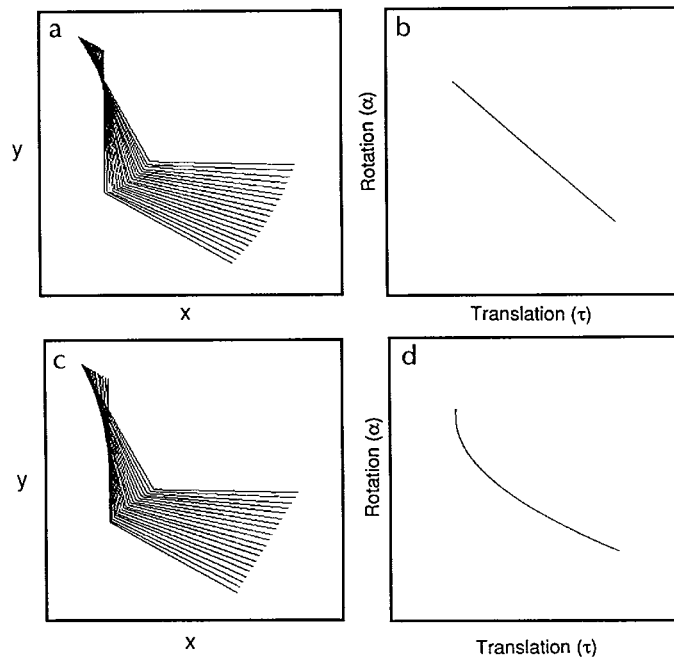 a
y
x
b
Rotation (α)
Translation (τ)
c
y
x
d
Rotation (α)
Translation (τ)